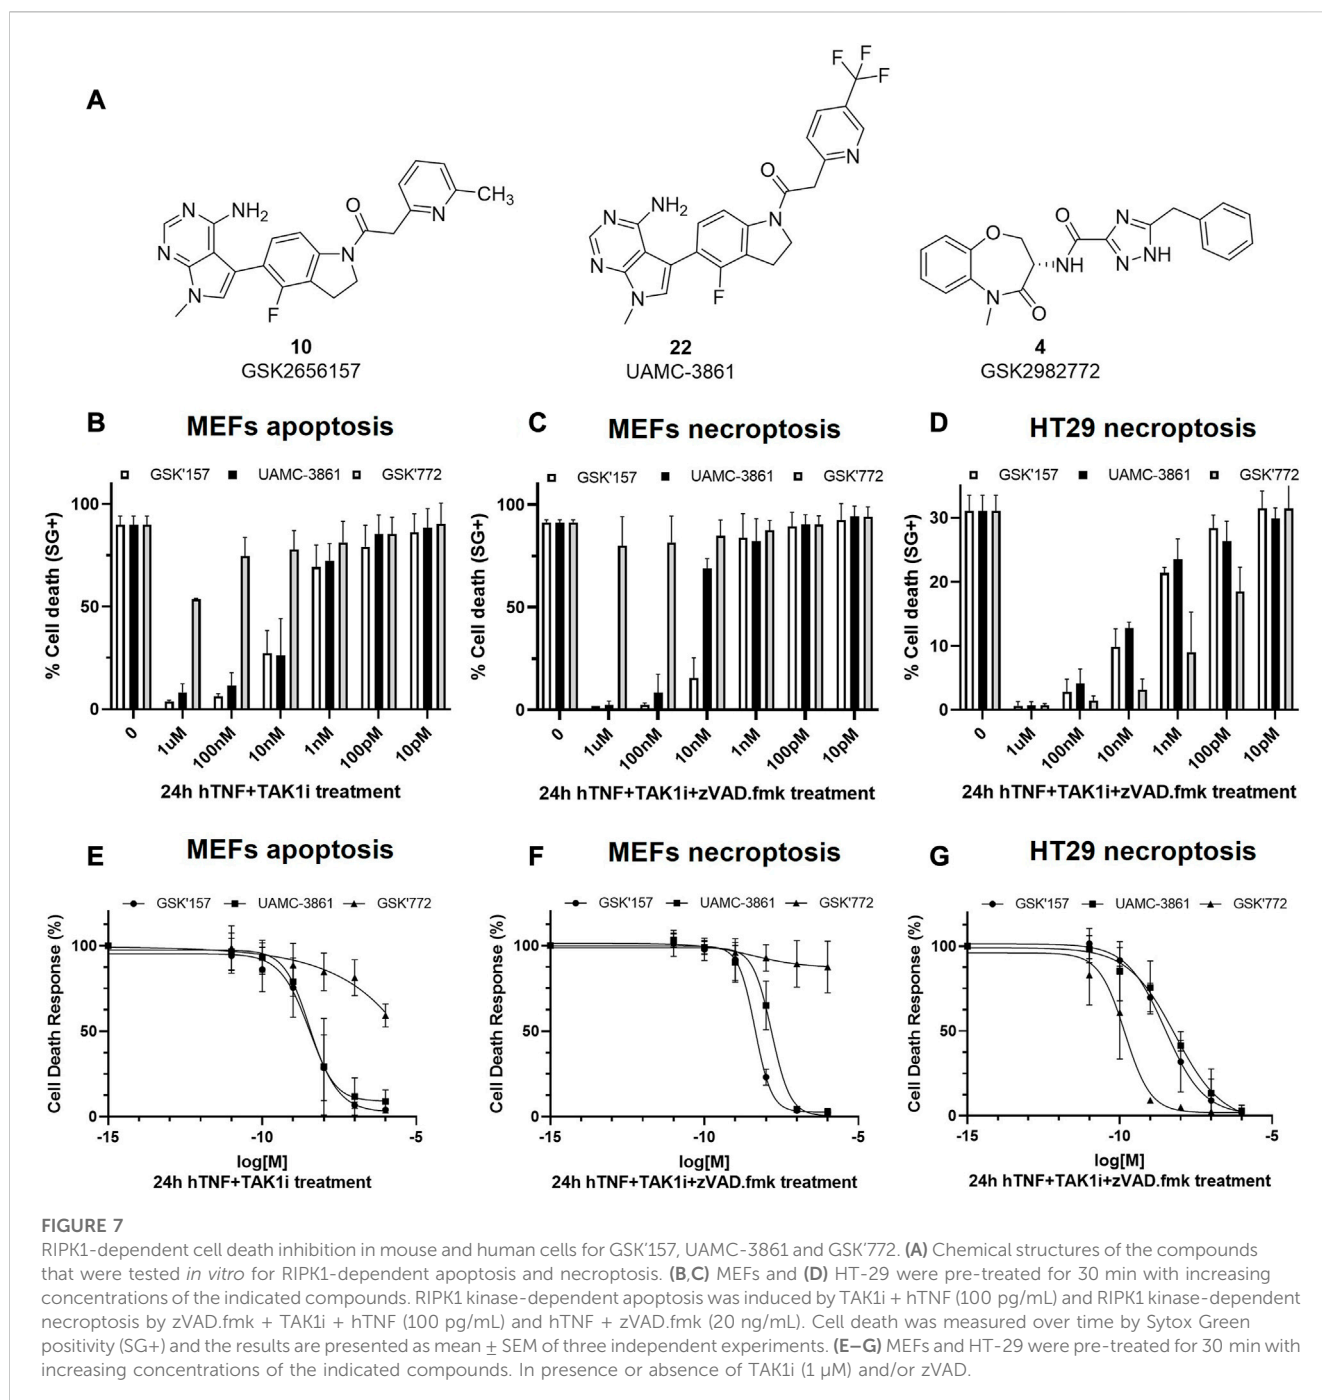 A
N
N
NH2
N
N
F
N
O
N
CH3
10
GSK2656157
N
N
NH2
N
N
F
N
O
N
F
F
F
22
UAMC-3861
O
N
O
NH
O
N
N
NH
4
GSK2982772
B
MEFs apoptosis
GSK'157 UAMC-3861 GSK'772
% Cell death (SG+)
100
50
0
0 1uM 100nM 10nM 1nM 100pM 10pM
24h hTNF+TAK1i treatment
C
MEFs necroptosis
GSK'157 UAMC-3861 GSK'772
% Cell death (SG+)
100
50
0
0 1uM 100nM 10nM 1nM 100pM 10pM
24h hTNF+TAK1i+zVAD.fmk treatment
D
HT29 necroptosis
GSK'157 UAMC-3861 GSK'772
% Cell death (SG+)
30
20
10
0
0 1uM 100nM 10nM 1nM 100pM 10pM
24h hTNF+TAK1i+zVAD.fmk treatment
E
MEFs apoptosis
GSK'157 UAMC-3861 GSK'772
Cell Death Response (%)
100
50
0
-15 -10 -5
log[M]
24h hTNF+TAK1i treatment
F
MEFs necroptosis
GSK'157 UAMC-3861 GSK'772
Cell Death Response (%)
100
50
0
-15 -10 -5
log[M]
24h hTNF+TAK1i+zVAD.fmk treatment
G
HT29 necroptosis
GSK'157 UAMC-3861 GSK'772
Cell Death Response (%)
100
50
0
-15 -10 -5
log[M]
24h hTNF+TAK1i+zVAD.fmk treatment
FIGURE 7
RIPK1-dependent cell death inhibition in mouse and human cells for GSK'157, UAMC-3861 and GSK'772. (A) Chemical structures of the compounds
that were tested in vitro for RIPK1-dependent apoptosis and necroptosis. (B,C) MEFs and (D) HT-29 were pre-treated for 30 min with increasing
concentrations of the indicated compounds. RIPK1 kinase-dependent apoptosis was induced by TAK1i + hTNF (100 pg/mL) and RIPK1 kinase-dependent
necroptosis by zVAD.fmk + TAK1i + hTNF (100 pg/mL) and hTNF + zVAD.fmk (20 ng/mL). Cell death was measured over time by Sytox Green
positivity (SG+) and the results are presented as mean ± SEM of three independent experiments. (E–G) MEFs and HT-29 were pre-treated for 30 min with
increasing concentrations of the indicated compounds. In presence or absence of TAK1i (1 µM) and/or zVAD.